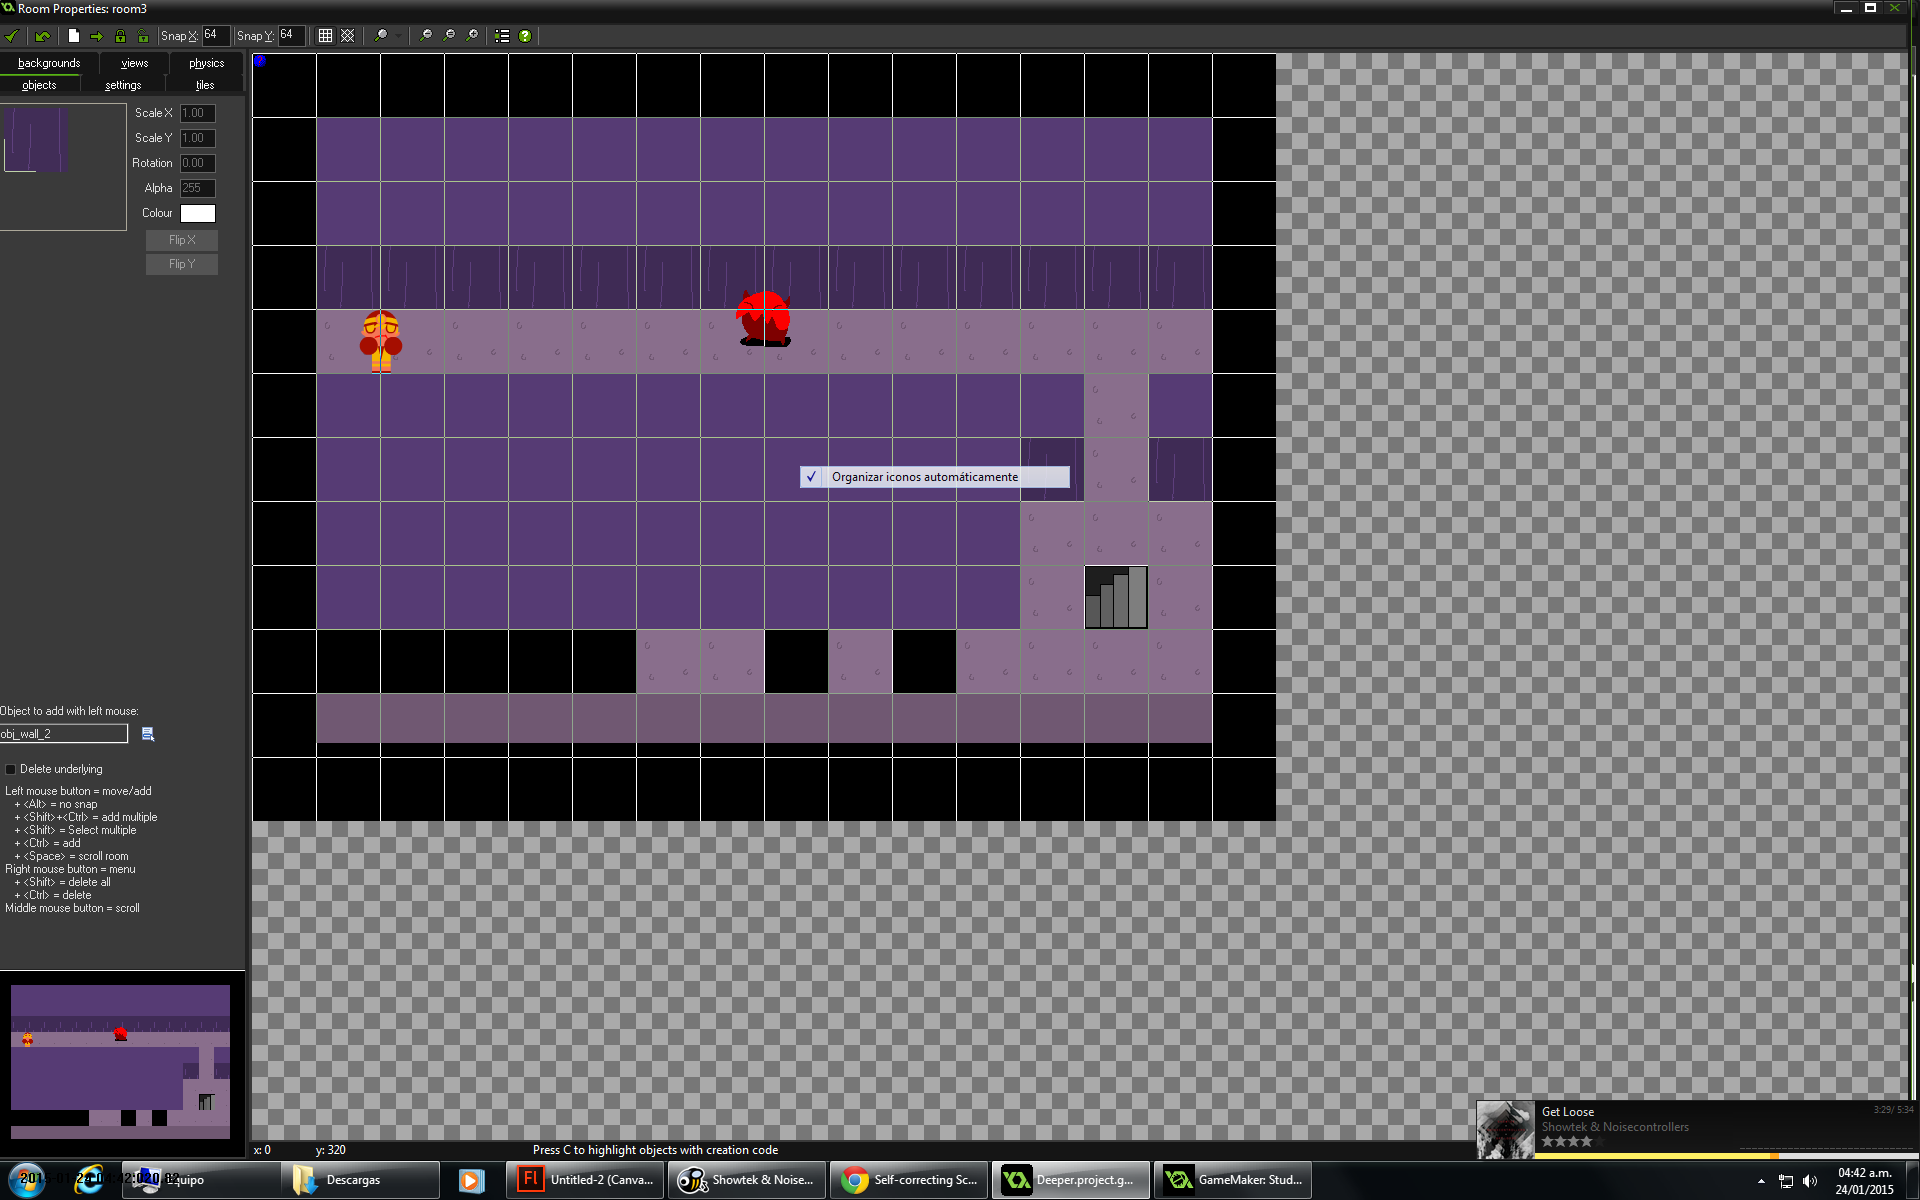 Room Properties: room3
Snap X: 64 Snap Y: 64
backgrounds views physics
objects settings tiles
Scale X 1.00
Scale Y 1.00
Rotation 0.00
Alpha 255
Colour
Flip X
Flip Y
✓ Organizar iconos automáticamente
Object to add with left mouse:
obj_wall_2
Delete underlying
Left mouse button = move/add
+ <Alt> = no snap
+ <Shift>+<Ctrl> = add multiple
+ <Shift> = Select multiple
+ <Ctrl> = add
+ <Space> = scroll room
Right mouse button = menu
+ <Shift> = delete all
+ <Ctrl> = delete
Middle mouse button = scroll
x: 0 y: 320 Press C to highlight objects with creation code
Get Loose 3:29/ 5:34
Showtek & Noisecontrollers
Equipo
Descargas
Fl Untitled-2 (Canva...
Showtek & Noise...
Self-correcting Sc...
Deeper.project.g...
GameMaker: Stud...
04:42 a.m.
24/01/2015